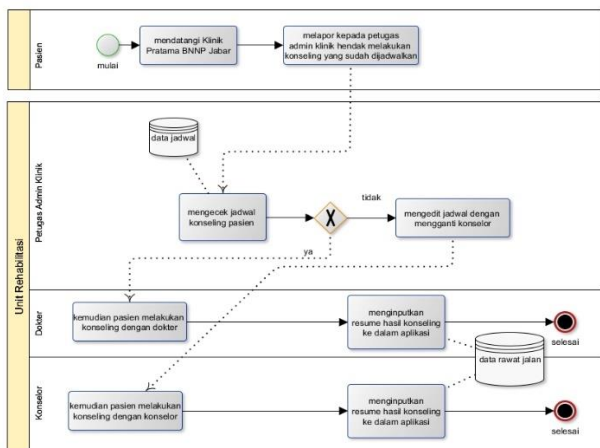 Pasien
mulai
mendatangi Klinik
Pratama BNNP Jabar
melapor kepada petugas
admin klinik hendak melakukan
konseling yang sudah dijadwalkan
Unit Rehabilitasi
Petugas Admin Klinik
data jadwal
mengecek jadwal
konseling pasien
X
tidak
ya
mengedit jadwal dengan
mengganti konselor
Dokter
kemudian pasien melakukan
konseling dengan dokter
menginputkan
resume hasil konseling
ke dalam aplikasi
selesai
data rawat jalan
Konselor
kemudian pasien melakukan
konseling dengan konselor
menginputkan
resume hasil konseling
ke dalam aplikasi
selesai